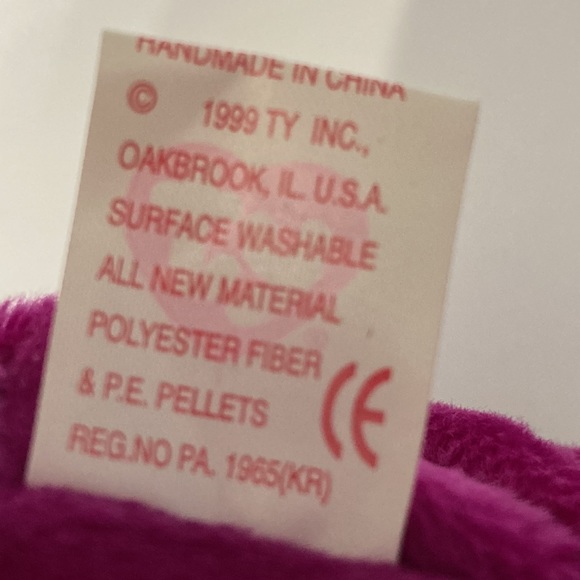 HANDMADE IN CHINA
© 1999 TY INC.,
OAKBROOK, IL. U.S.A.
SURFACE WASHABLE
ALL NEW MATERIAL
POLYESTER FIBER
& P.E. PELLETS
CE
REG.NO PA. 1965(KR)